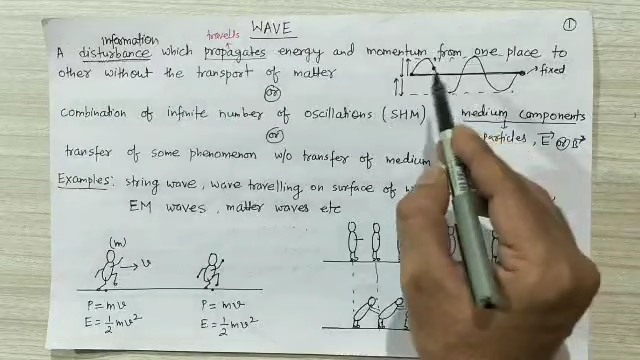 WAVE
1
information
travells
A disturbance which propagates energy and momentum from one place to
other without the transport of matter
fixed
or
combination of infinite number of oscillations (SHM) medium components
or
particles, E or B
transfer of some phenomenon w/o transfer of medium
Examples: string wave, wave travelling on surface of
EM waves, matter waves etc
(m)
v
P = mv
P = mv
E = 1/2 mv²
E = 1/2 mv²